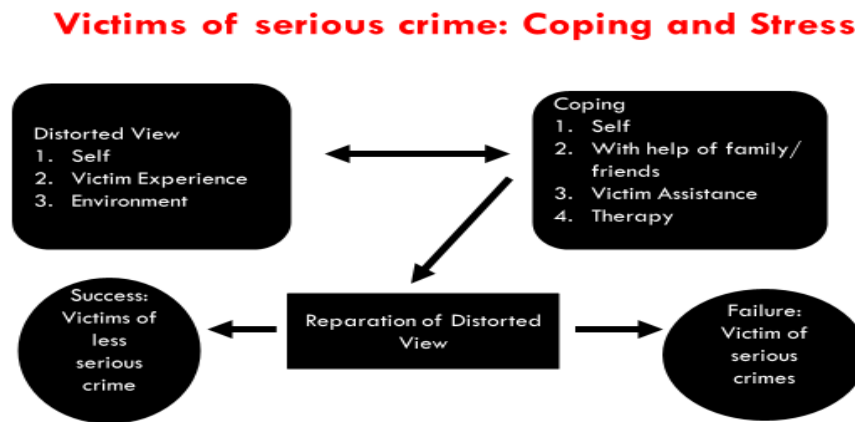 Victims of serious crime: Coping and Stress
Distorted View
1. Self
2. Victim Experience
3. Environment
Coping
1. Self
2. With help of family/
friends
3. Victim Assistance
4. Therapy
Success:
Victims of
less
serious
crime
Reparation of Distorted
View
Failure:
Victim of
serious
crimes